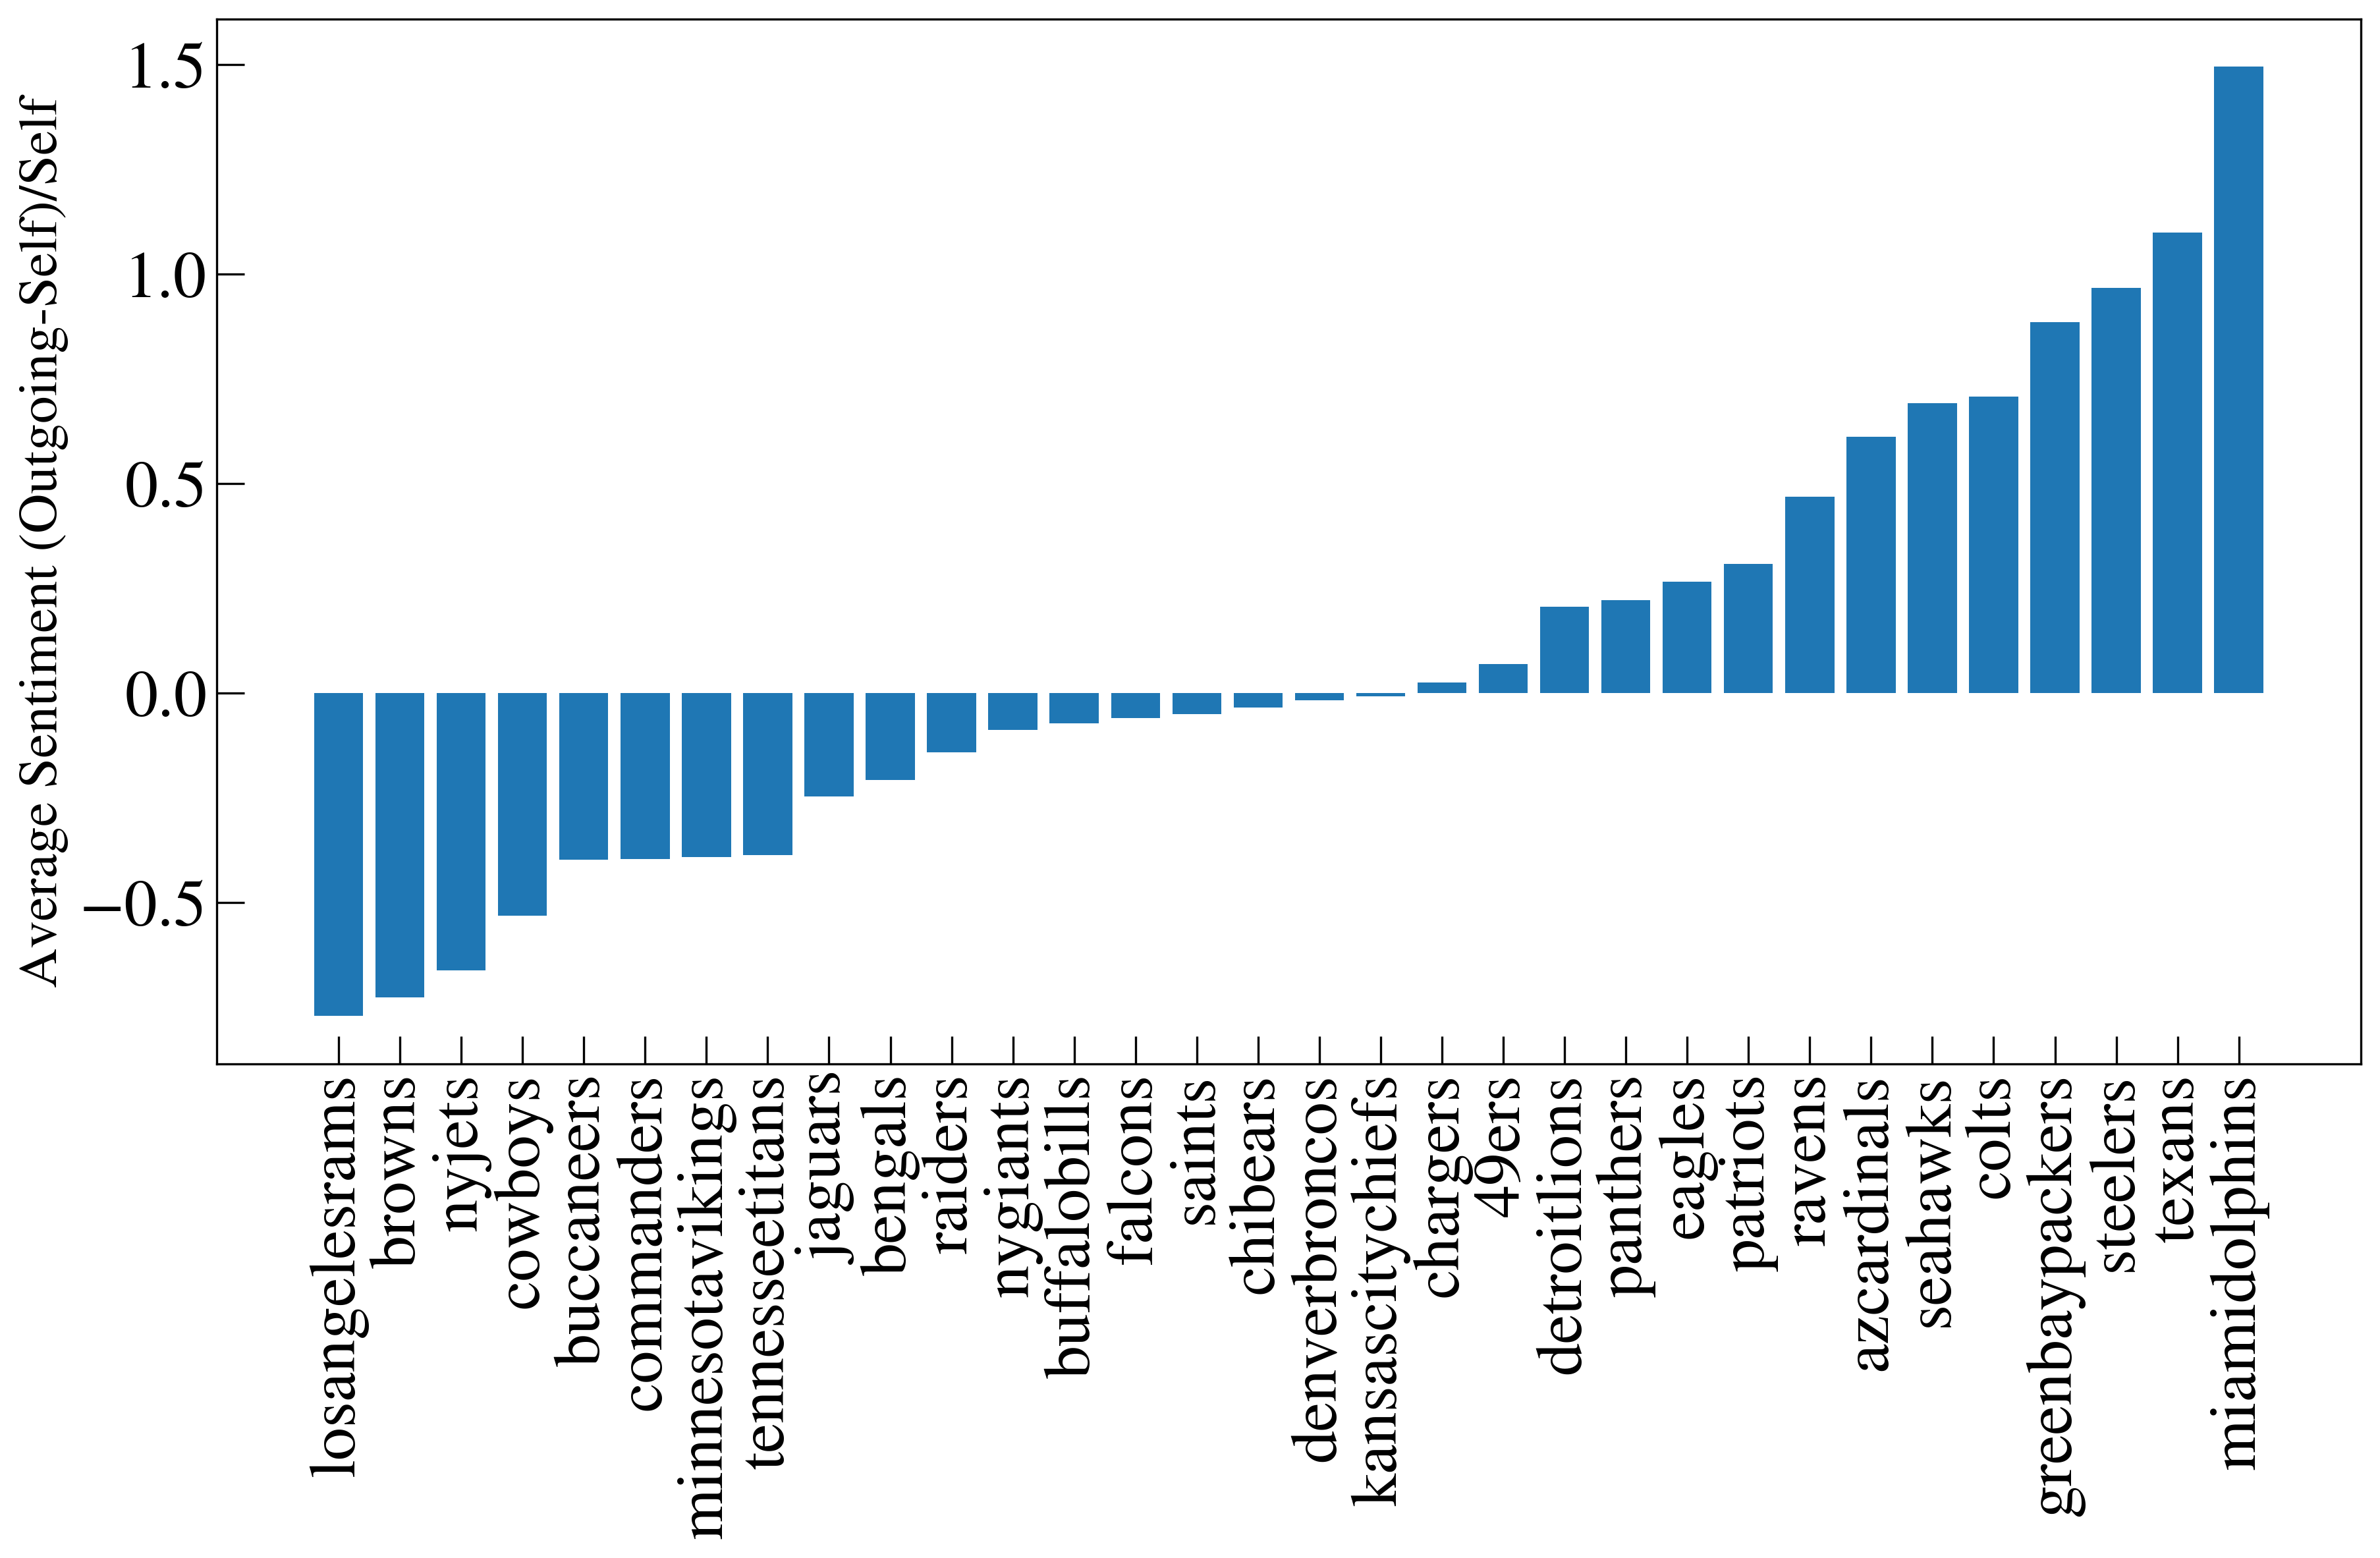 Average Sentiment (Outgoing-Self)/Self
1.5
1.0
0.5
0.0
−0.5
losangelesrams
browns
nyjets
cowboys
buccaneers
commanders
minnesotavikings
tennesseetitans
jaguars
bengals
raiders
nygiants
buffalobills
falcons
saints
chibears
denverbroncos
kansascitychiefs
chargers
49ers
detroitlions
panthers
eagles
patriots
ravens
azcardinals
seahawks
colts
greenbaypackers
steelers
texans
miamidolphins